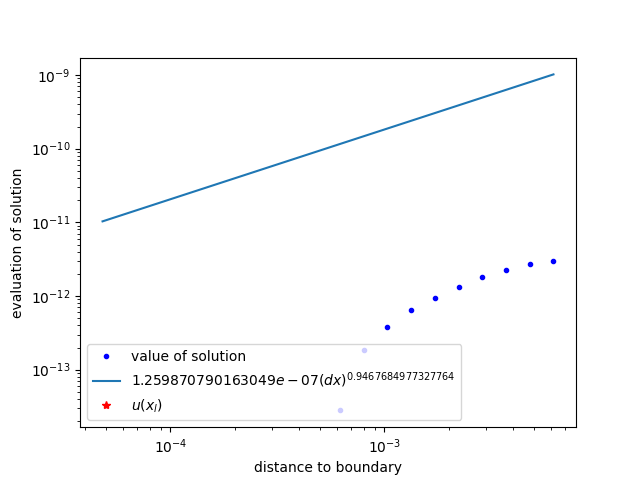 10⁻⁹
10⁻¹⁰
10⁻¹¹
10⁻¹²
10⁻¹³
evaluation of solution
value of solution
1.259870790163049e − 07(dx)^0.9467684977327764
u(x_l)
10⁻⁴
10⁻³
distance to boundary